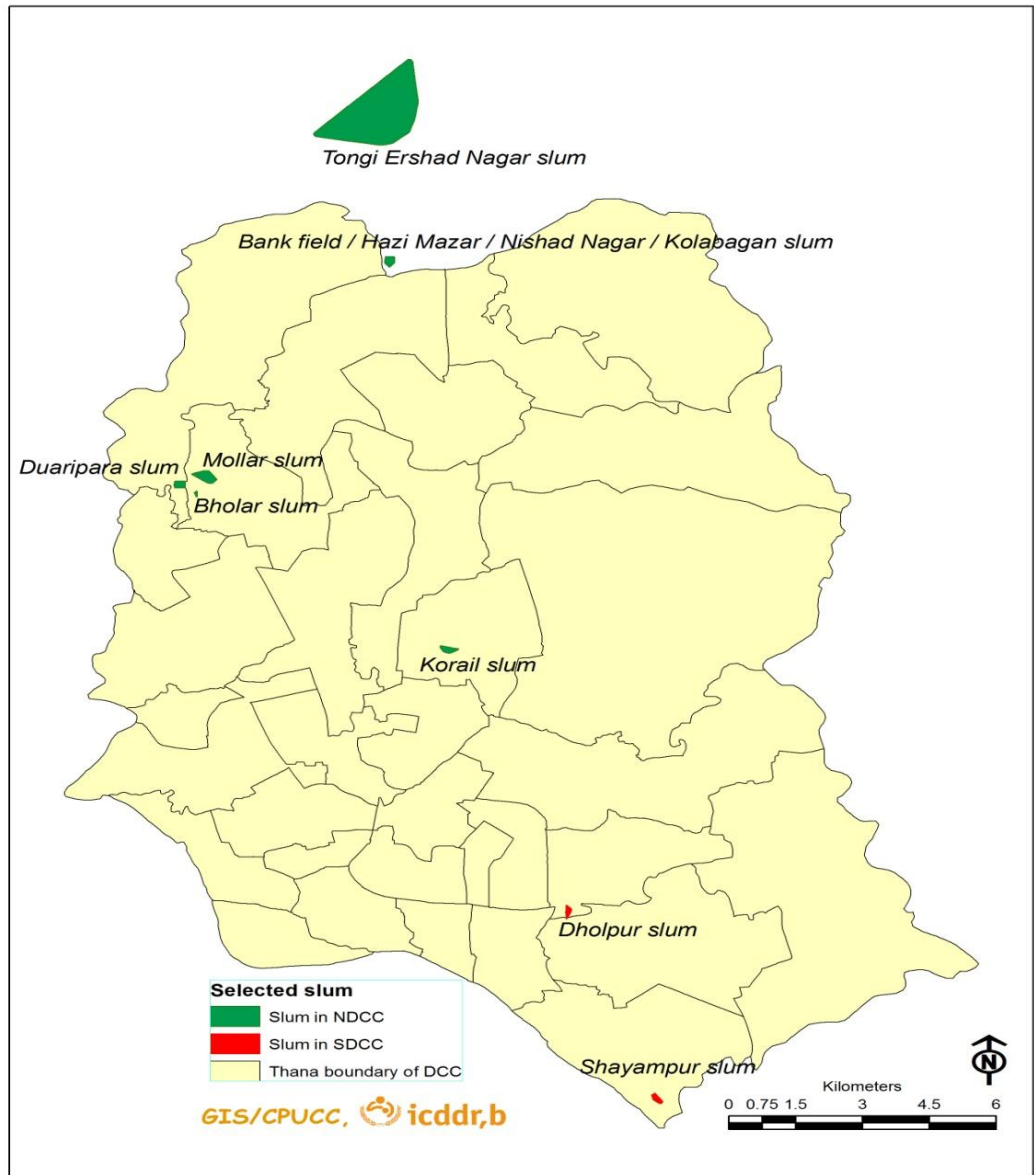 Tongi Ershad Nagar slum
Bank field / Hazi Mazar / Nishad Nagar / Kolabagan slum
Duaripara slum
Mollar slum
Bholar slum
Korail slum
Dholpur slum
Shayampur slum
Selected slum
Slum in NDCC
Slum in SDCC
Thana boundary of DCC
GIS/CPUCC, icddr,b
N
Kilometers
0 0.75 1.5 3 4.5 6